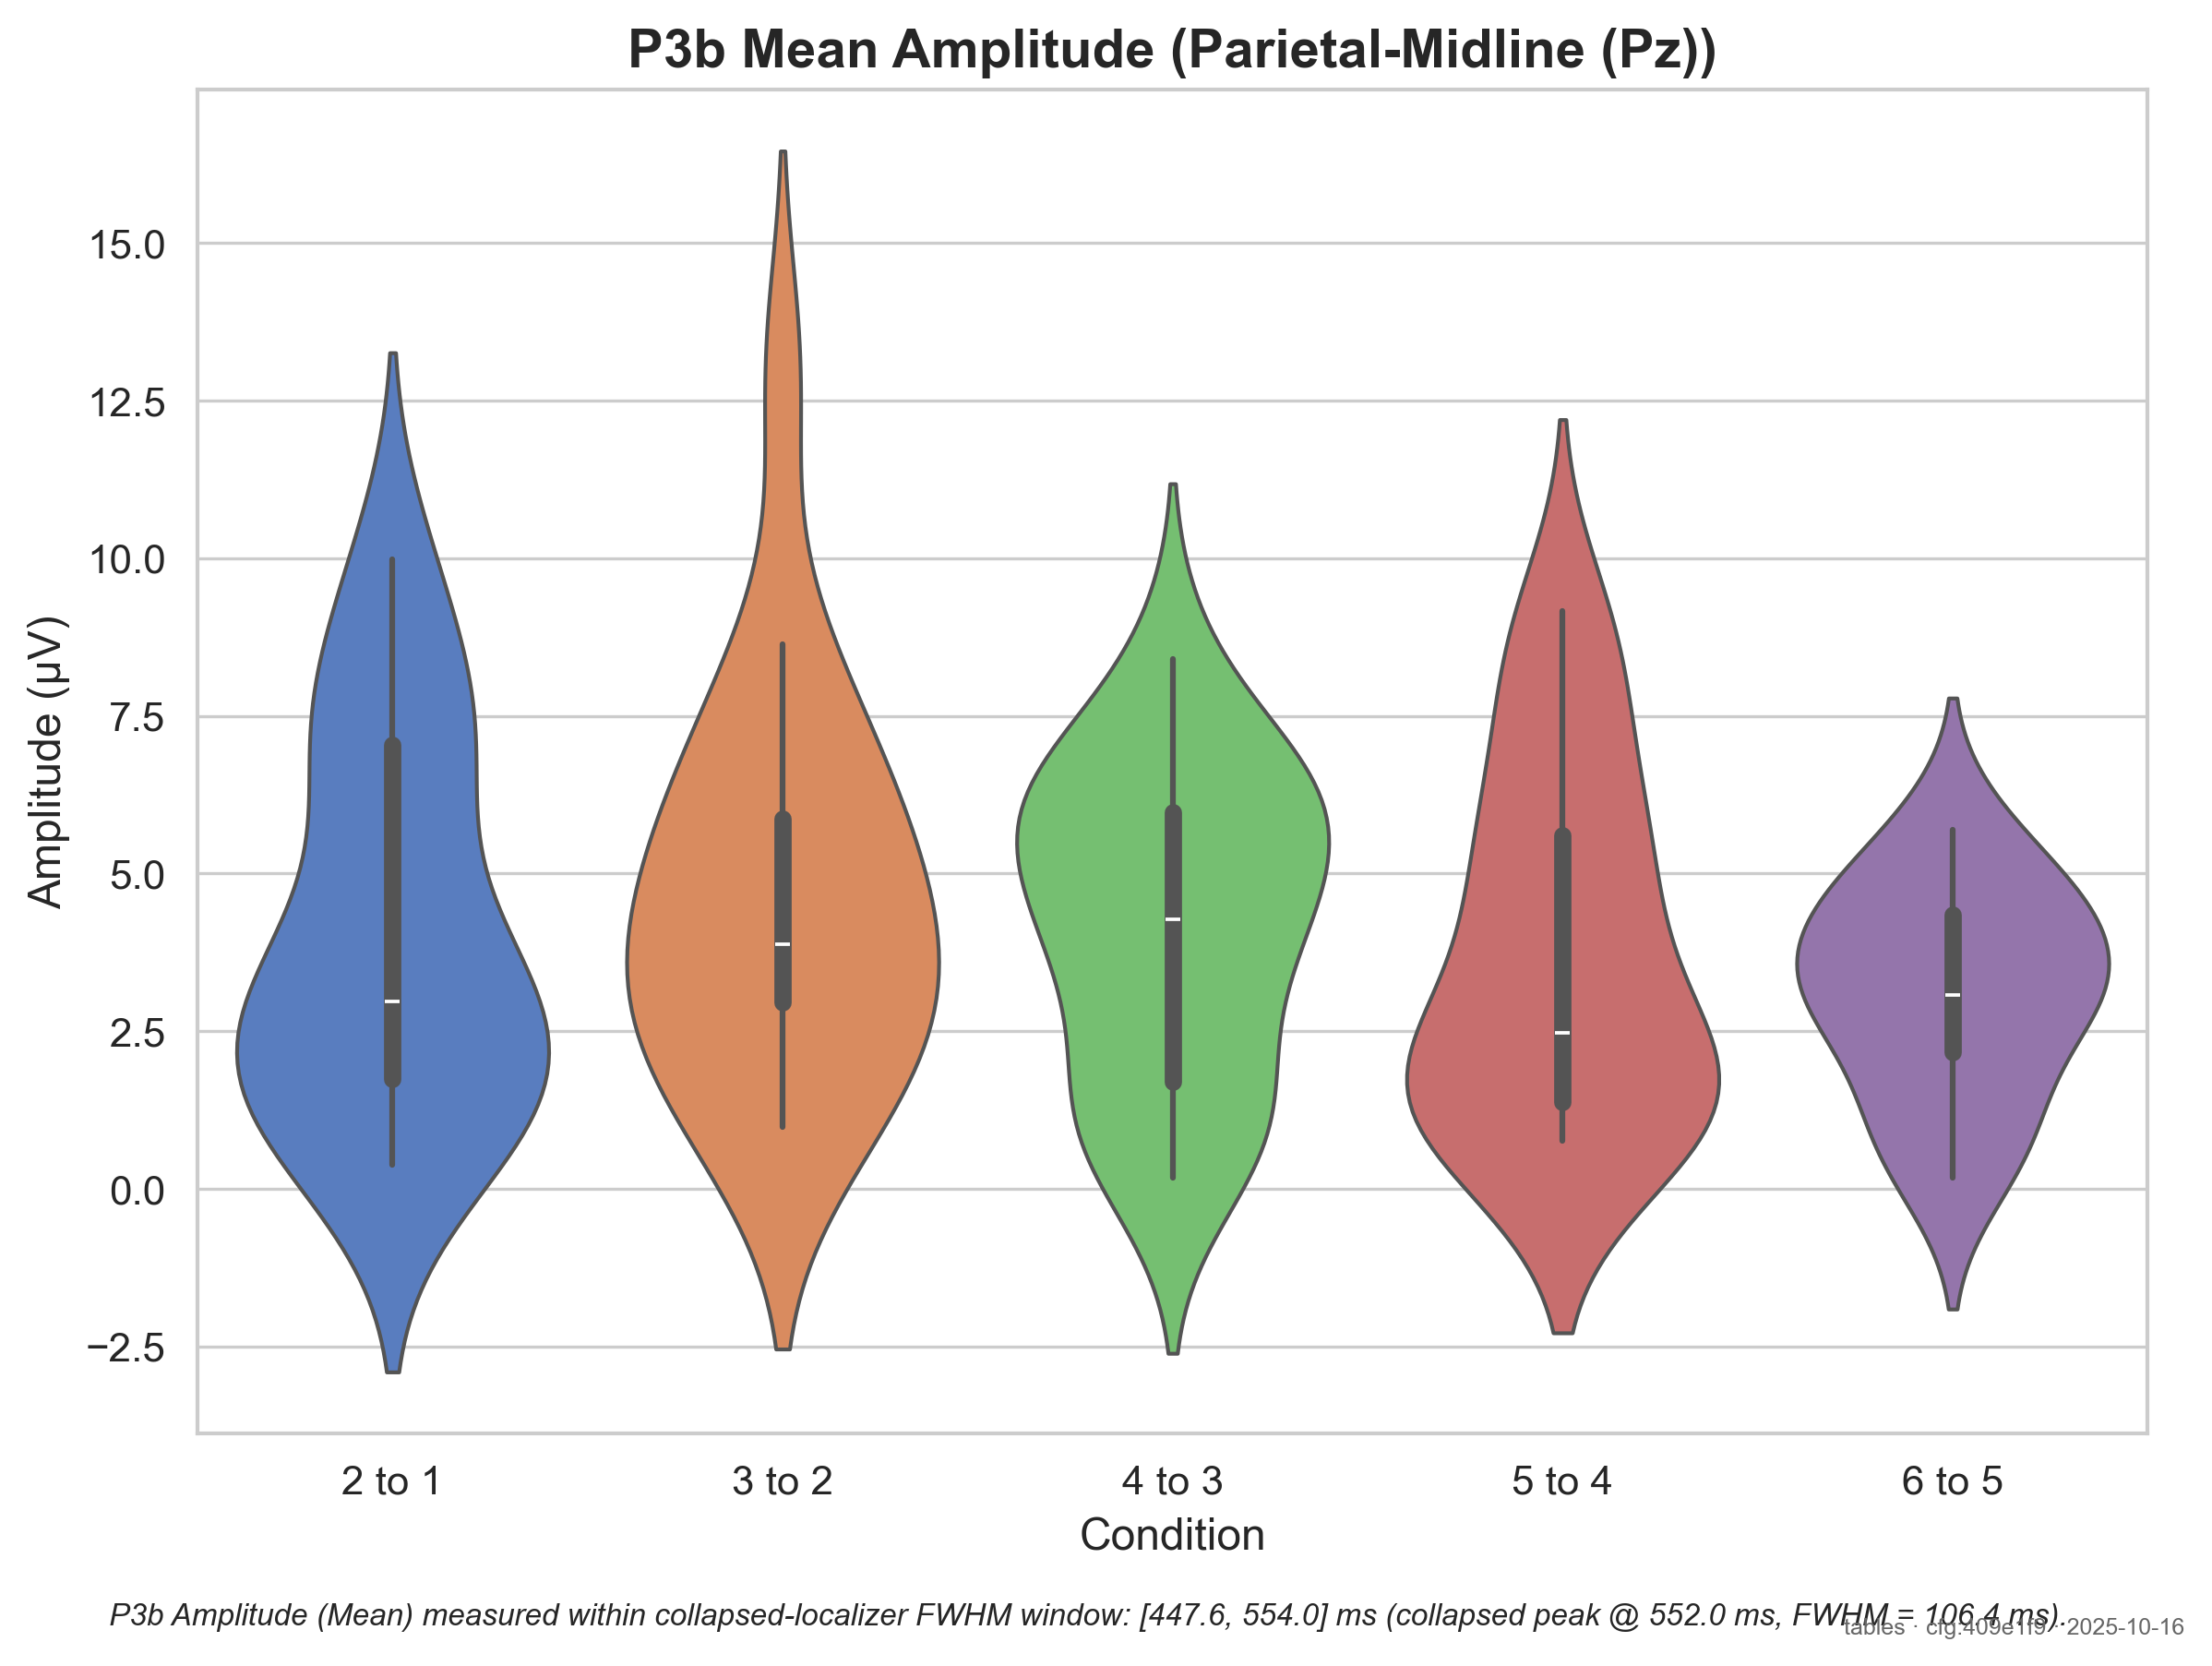 P3b Mean Amplitude (Parietal-Midline (Pz))
Amplitude (µV)
15.0
12.5
10.0
7.5
5.0
2.5
0.0
−2.5
2 to 1 3 to 2 4 to 3 5 to 4 6 to 5
Condition
P3b Amplitude (Mean) measured within collapsed-localizer FWHM window: [447.6, 554.0] ms (collapsed peak @ 552.0 ms, FWHM = 106.4 ms).
tables · cfg:409e1f9 · 2025-10-16